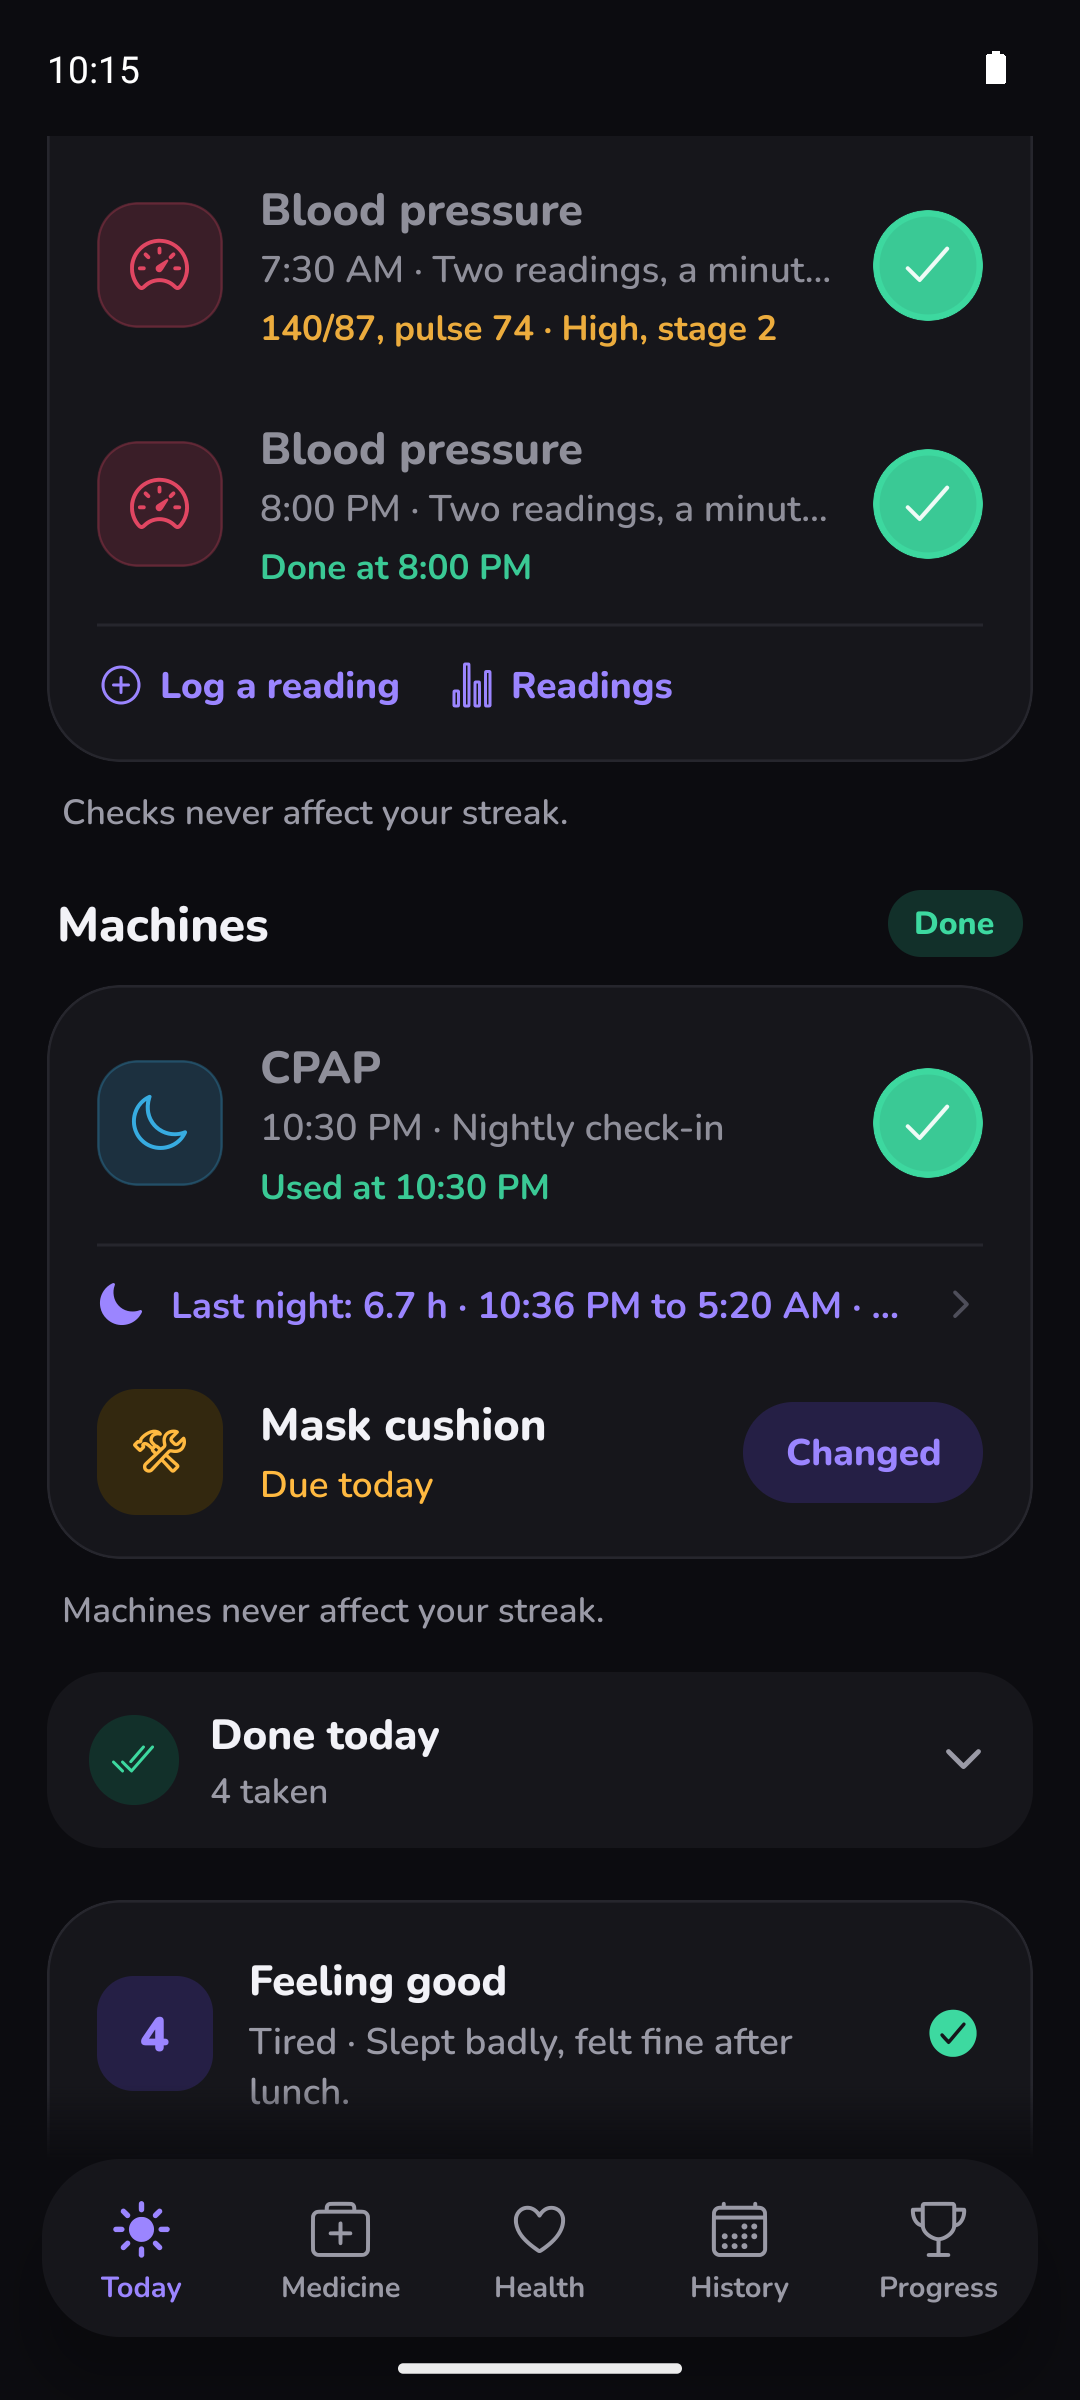 10:15
Blood pressure
7:30 AM · Two readings, a minut...
140/87, pulse 74 · High, stage 2
Blood pressure
8:00 PM · Two readings, a minut...
Done at 8:00 PM
Log a reading
Readings
Checks never affect your streak.
Machines
Done
CPAP
10:30 PM · Nightly check-in
Used at 10:30 PM
Last night: 6.7 h · 10:36 PM to 5:20 AM · ...
Mask cushion
Due today
Changed
Machines never affect your streak.
Done today
4 taken
4
Feeling good
Tired · Slept badly, felt fine after
lunch.
Today
Medicine
Health
History
Progress